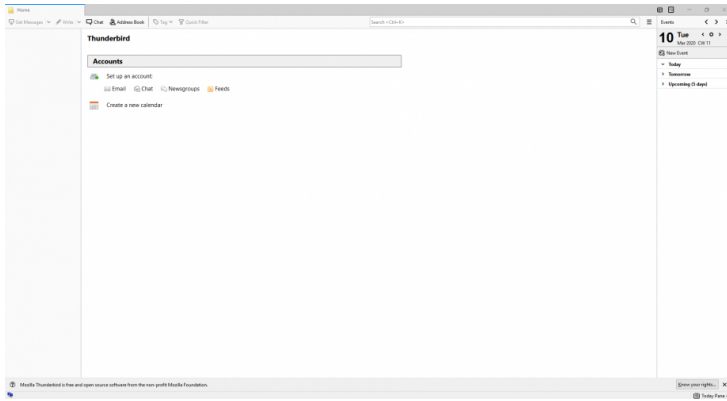 Home
Get Messages Write Chat Address Book Tag Quick Filter Search <Ctrl+K> Events
10 Tue
Mar 2020 CW 11
New Event
Today
Tomorrow
Upcoming (5 days)
Thunderbird
Accounts
Set up an account:
Email Chat Newsgroups Feeds
Create a new calendar
Mozilla Thunderbird is free and open source software from the non-profit Mozilla Foundation. Know your rights...
Today Pane